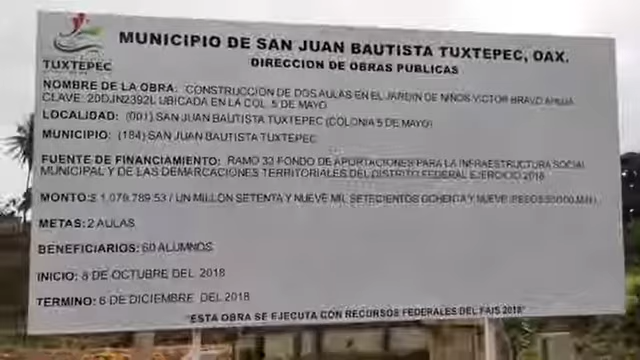 TUXTEPEC
MUNICIPIO DE SAN JUAN BAUTISTA TUXTEPEC, OAX.
DIRECCION DE OBRAS PUBLICAS
NOMBRE DE LA OBRA: CONSTRUCCION DE DOS AULAS EN EL JARDIN DE NIÑOS VICTOR BRAVO AHUJA
CLAVE: 20DJN2392L UBICADA EN LA COL. 5 DE MAYO
LOCALIDAD: (001) SAN JUAN BAUTISTA TUXTEPEC (COLONIA 5 DE MAYO)
MUNICIPIO: (184) SAN JUAN BAUTISTA TUXTEPEC
FUENTE DE FINANCIAMIENTO: RAMO 33 FONDO DE APORTACIONES PARA LA INFRAESTRUCTURA SOCIAL
MUNICIPAL Y DE LAS DEMARCACIONES TERRITORIALES DEL DISTRITO FEDERAL EJERCICIO 2018
MONTO: $ 1,079,789.53 / UN MILLON SETENTA Y NUEVE MIL SETECIENTOS OCHENTA Y NUEVE PESOS 53/100 M.N.
METAS: 2 AULAS
BENEFICIARIOS: 60 ALUMNOS
INICIO: 8 DE OCTUBRE DEL 2018
TERMINO: 6 DE DICIEMBRE DEL 2018
"ESTA OBRA SE EJECUTA CON RECURSOS FEDERALES DEL FAIS 2018"